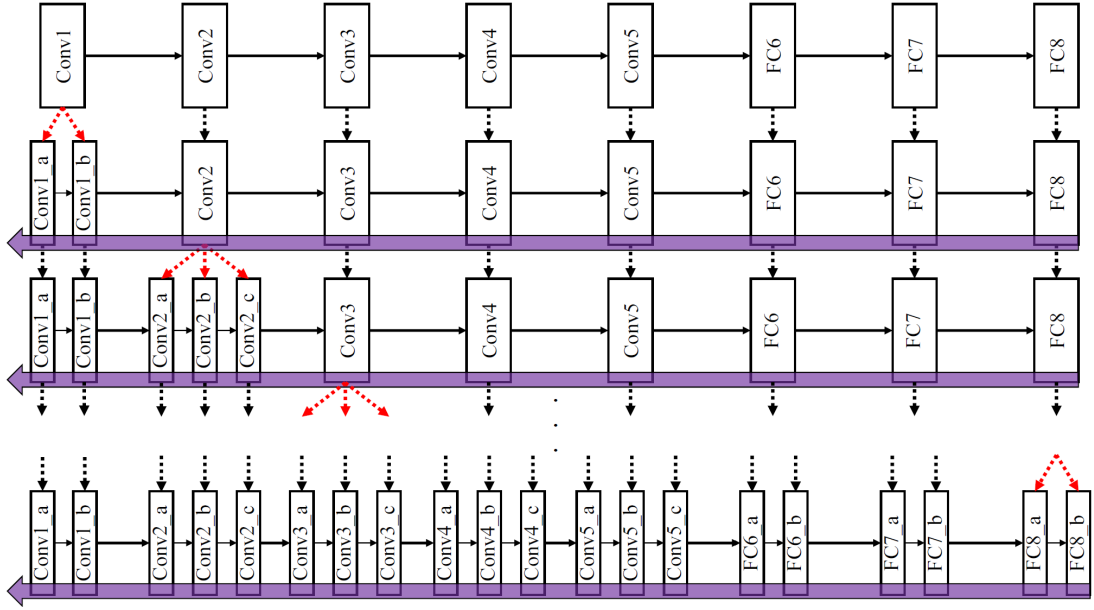 Conv1
Conv2
Conv3
Conv4
Conv5
FC6
FC7
FC8
Conv1_a
Conv1_b
Conv2
Conv3
Conv4
Conv5
FC6
FC7
FC8
Conv1_a
Conv1_b
Conv2_a
Conv2_b
Conv2_c
Conv3
Conv4
Conv5
FC6
FC7
FC8
Conv1_a
Conv1_b
Conv2_a
Conv2_b
Conv2_c
Conv3_a
Conv3_b
Conv3_c
Conv4_a
Conv4_b
Conv4_c
Conv5_a
Conv5_b
Conv5_c
FC6_a
FC6_b
FC7_a
FC7_b
FC8_a
FC8_b